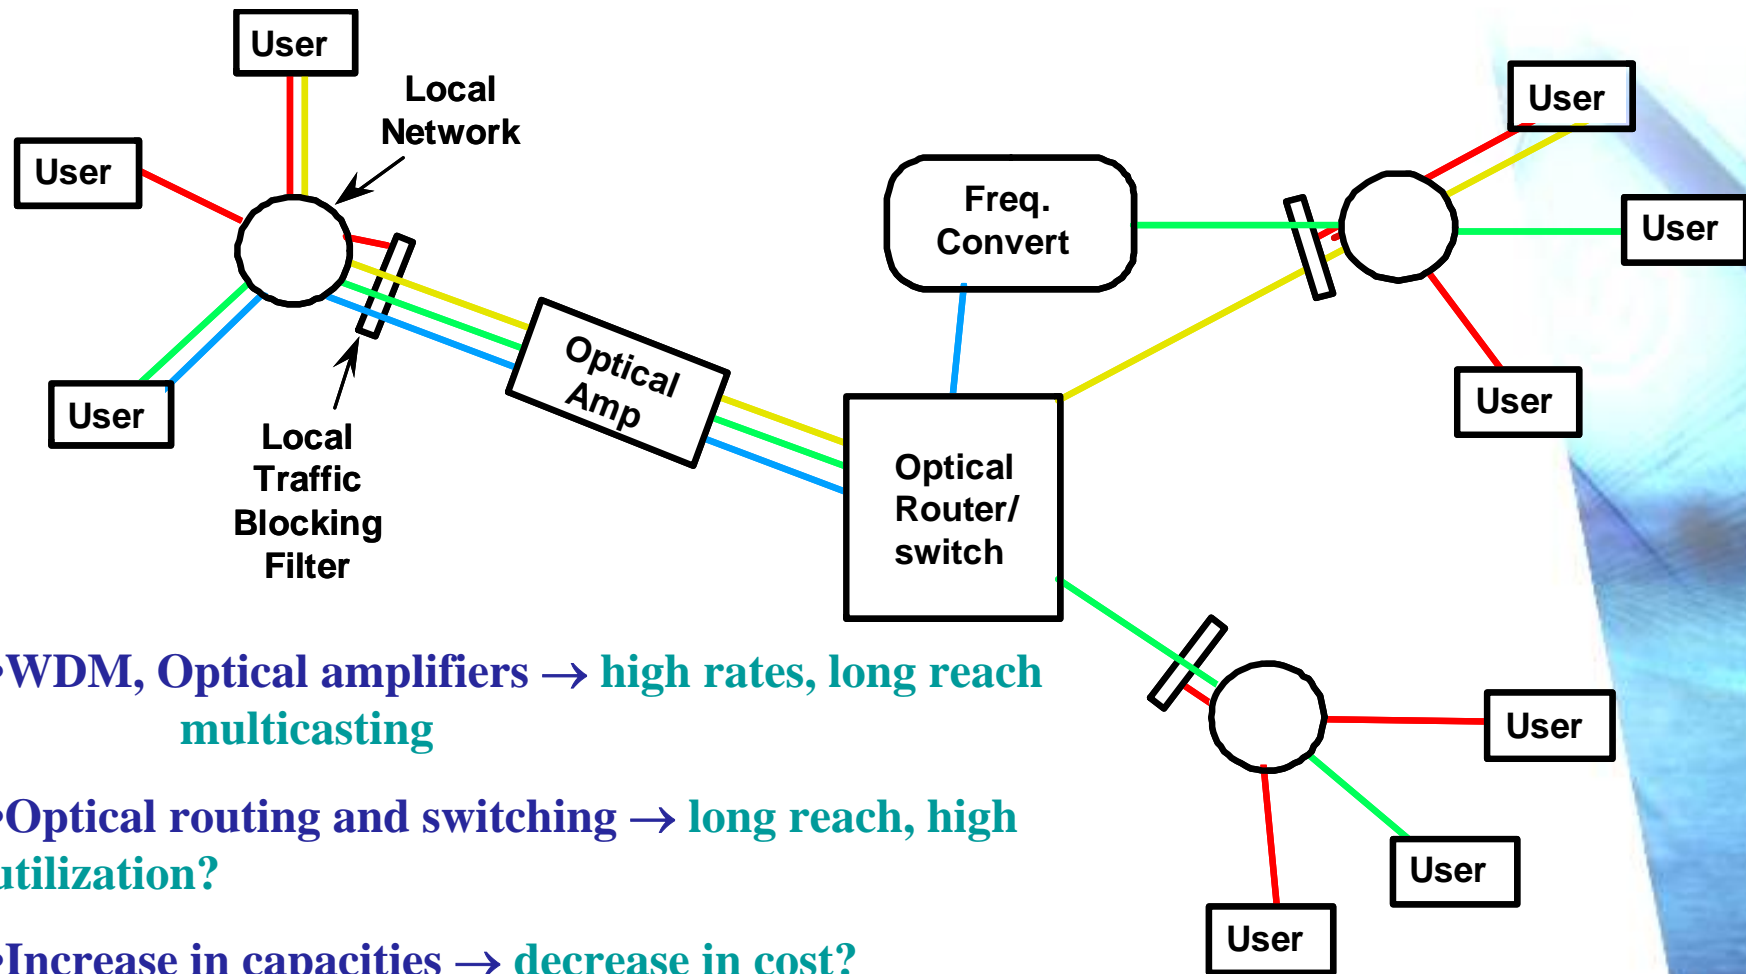 User
Local
Network
User
User
User
Freq.
Convert
User
Optical
Amp
User
User
Local
Traffic
Blocking
Filter
Optical
Router/
switch
•WDM, Optical amplifiers → high rates, long reach
multicasting
User
•Optical routing and switching → long reach, high
utilization?
User
User
•Increase in capacities → decrease in cost?